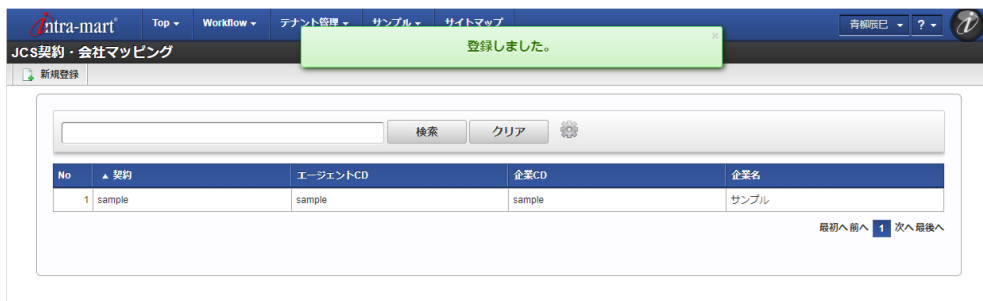 intra-mart Top Workflow テナント管理 サンプル サイトマップ 青柳辰巳 ?
登録しました。 ×
JCS契約・会社マッピング
新規登録
検索 クリア
No ▲ 契約 エージェントCD 企業CD 企業名
1 sample sample sample サンプル
最初へ 前へ 1 次へ 最後へ